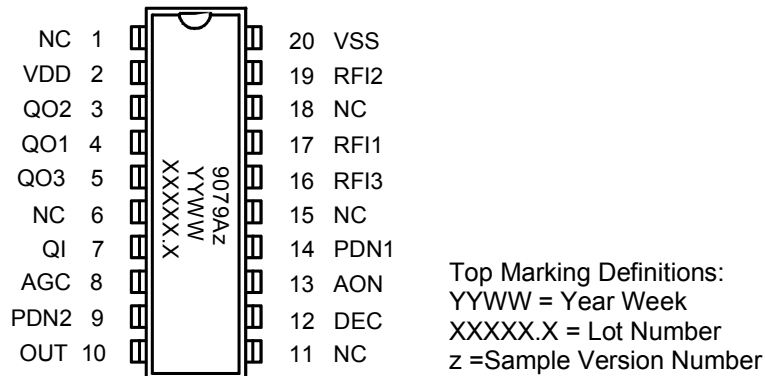 NC 1
VDD 2
QO2 3
QO1 4
QO3 5
NC 6
QI 7
AGC 8
PDN2 9
OUT 10
9079Az
YYWW
XXXXX.X
20 VSS
19 RFI2
18 NC
17 RFI1
16 RFI3
15 NC
14 PDN1
13 AON
12 DEC
11 NC
Top Marking Definitions:
YYWW = Year Week
XXXXX.X = Lot Number
z =Sample Version Number